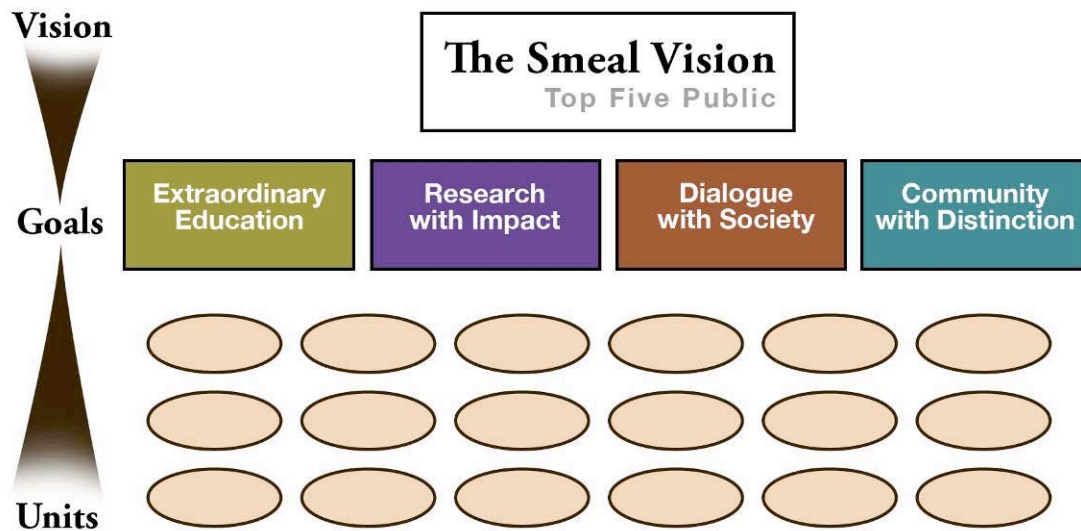 Vision
The Smeal Vision
Top Five Public
Goals
Extraordinary
Education
Research
with Impact
Dialogue
with Society
Community
with Distinction
Units